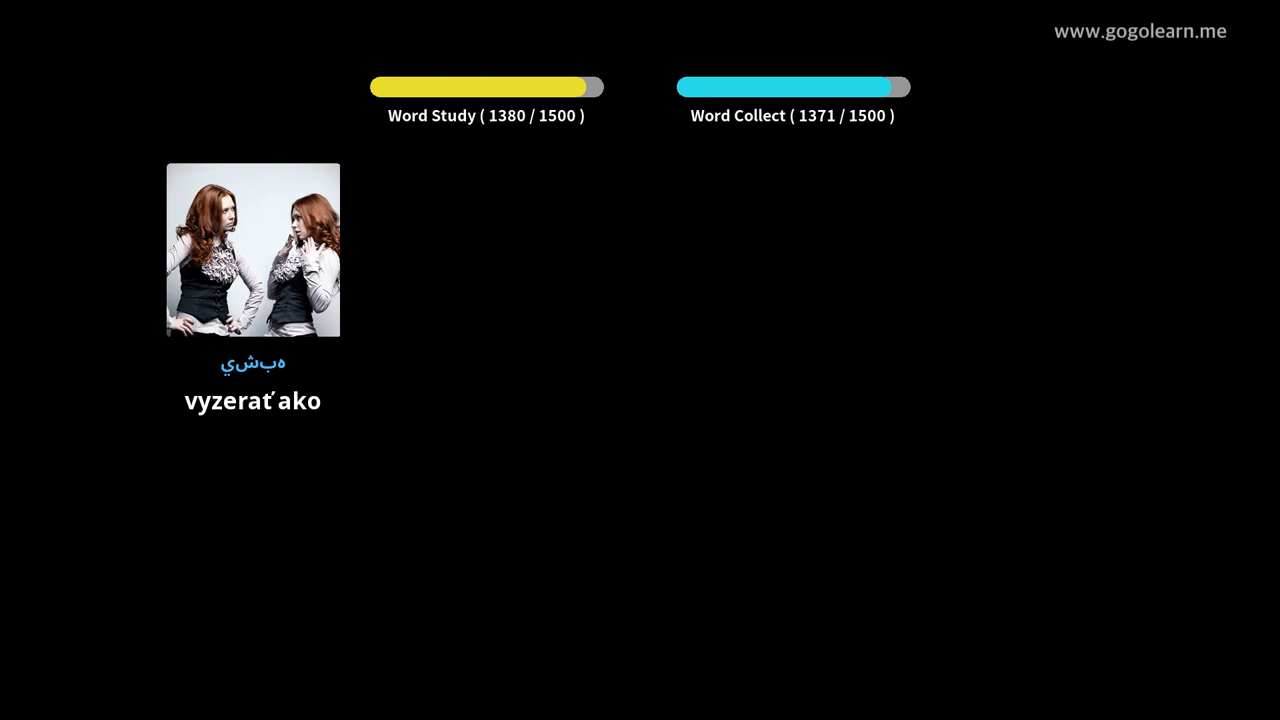 www.gogolearn.me
Word Study ( 1380 / 1500 )
Word Collect ( 1371 / 1500 )
هبشي
vyzerať ako